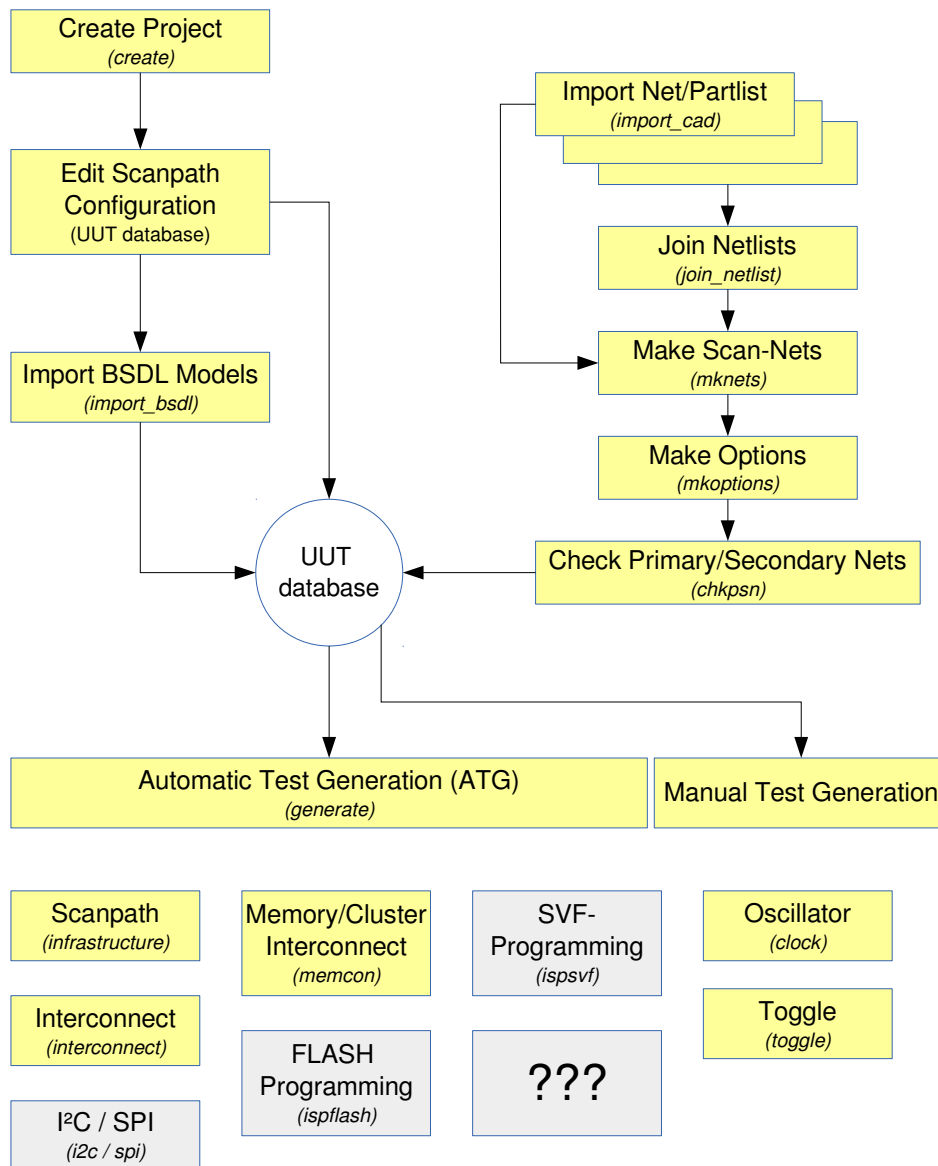 Create Project
(create)
Import Net/Partlist
(import_cad)
Edit Scanpath
Configuration
(UUT database)
Join Netlists
(join_netlist)
Import BSDL Models
(import_bsdl)
Make Scan-Nets
(mknets)
Make Options
(mkoptions)
UUT
database
Check Primary/Secondary Nets
(chkpsn)
Automatic Test Generation (ATG)
(generate)
Manual Test Generation
Scanpath
(infrastructure)
Memory/Cluster
Interconnect
(memcon)
SVF-
Programming
(ispsvf)
Oscillator
(clock)
Interconnect
(interconnect)
FLASH
Programming
(ispflash)
???
Toggle
(toggle)
I²C / SPI
(i2c / spi)